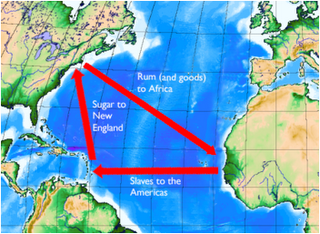 Rum (and goods)
to Africa
Sugar to
New
England
Slaves to the
Americas